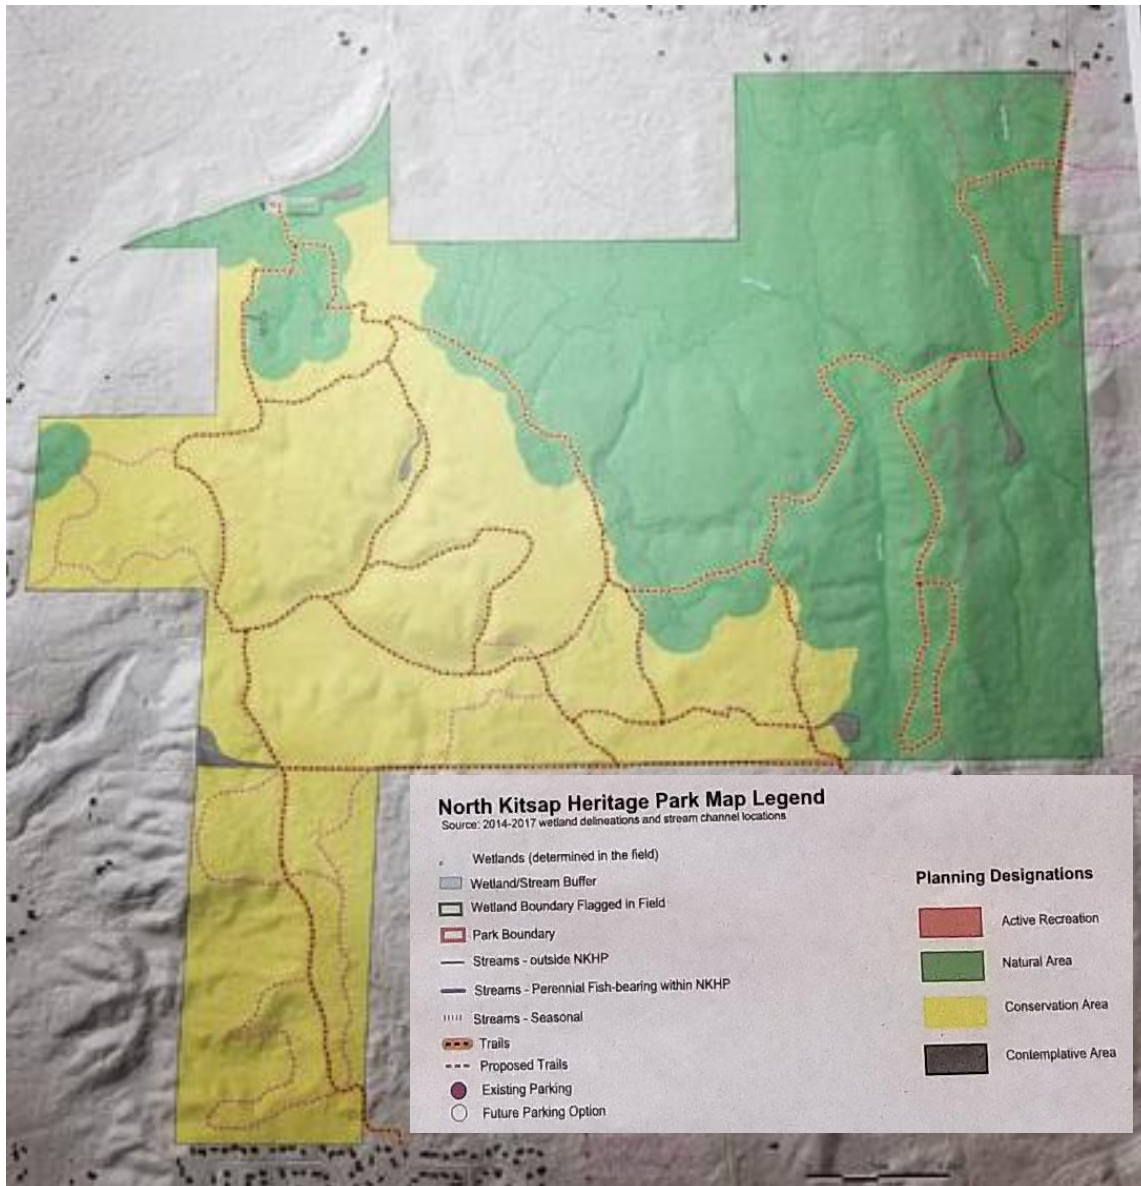 North Kitsap Heritage Park Map Legend
Source: 2014-2017 wetland delineations and stream channel locations
Wetlands (determined in the field)
Wetland/Stream Buffer
Wetland Boundary Flagged in Field
Park Boundary
Streams - outside NKHP
Streams - Perennial Fish-bearing within NKHP
Streams - Seasonal
Trails
Proposed Trails
Existing Parking
Future Parking Option
Planning Designations
Active Recreation
Natural Area
Conservation Area
Contemplative Area